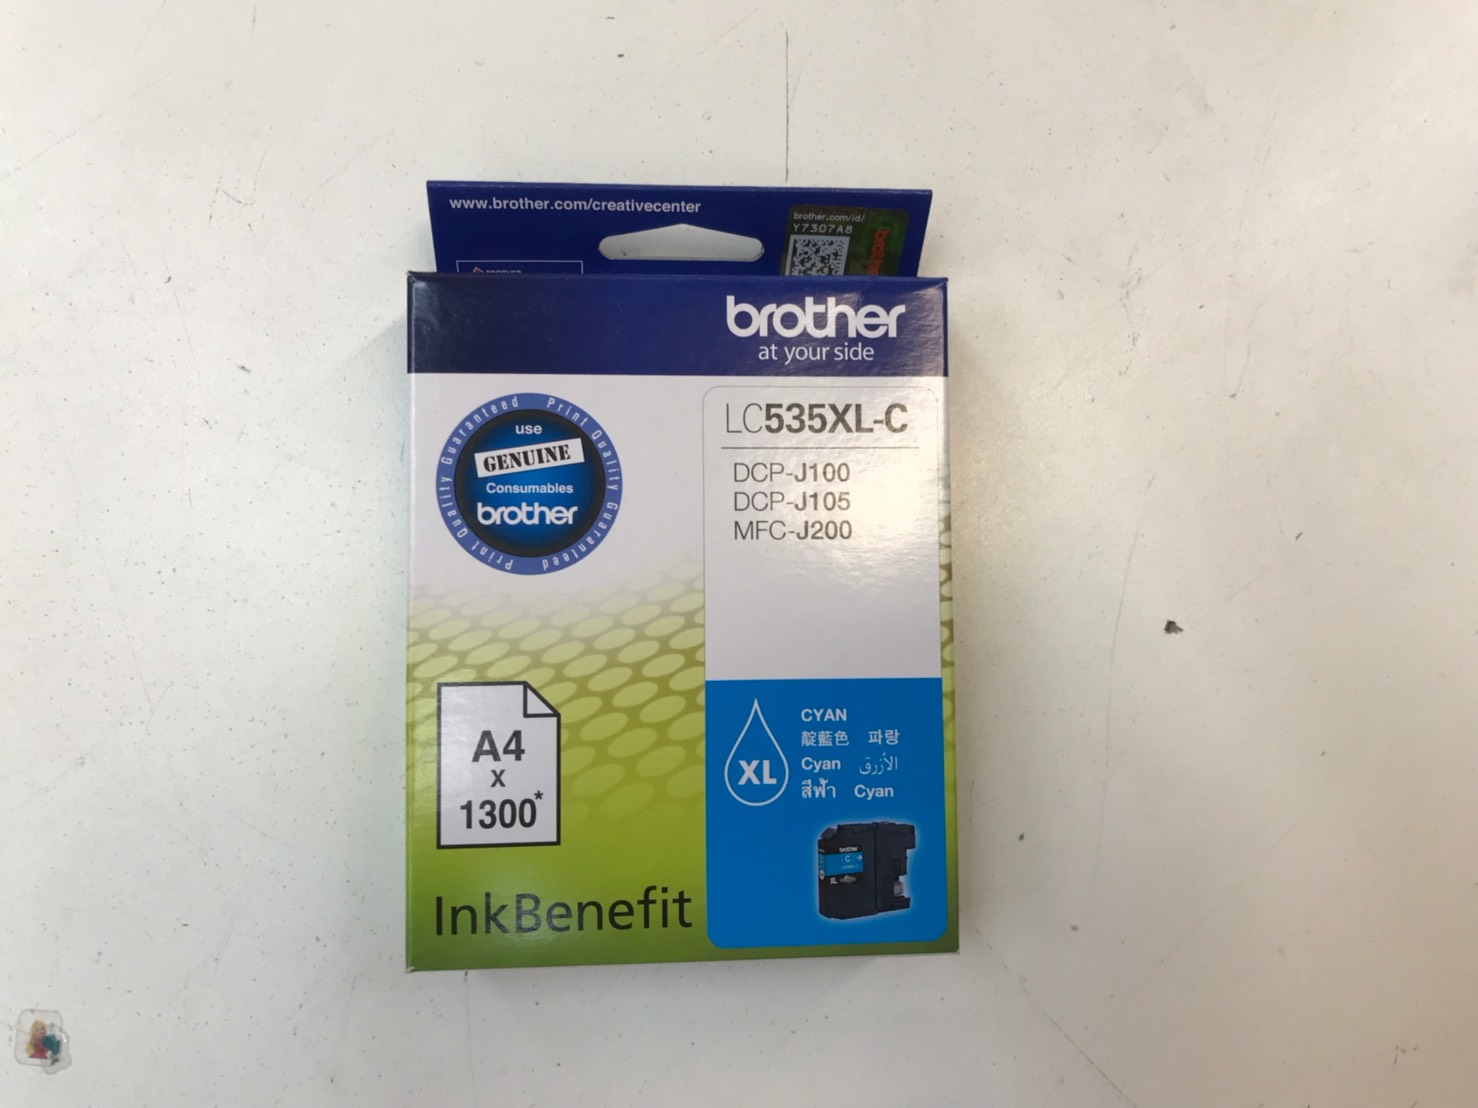 www.brother.com/creativecenter
brother.com/id/
Y7307A8
brother
at your side
Print Quality Guaranteed Print Quality Guaranteed
use
GENUINE
Consumables
brother
LC535XL-C
DCP-J100
DCP-J105
MFC-J200
A4
x
1300*
XL
CYAN
靛藍色 파랑
Cyan الأزرق
สีฟ้า Cyan
brother
C
XL
InkBenefit